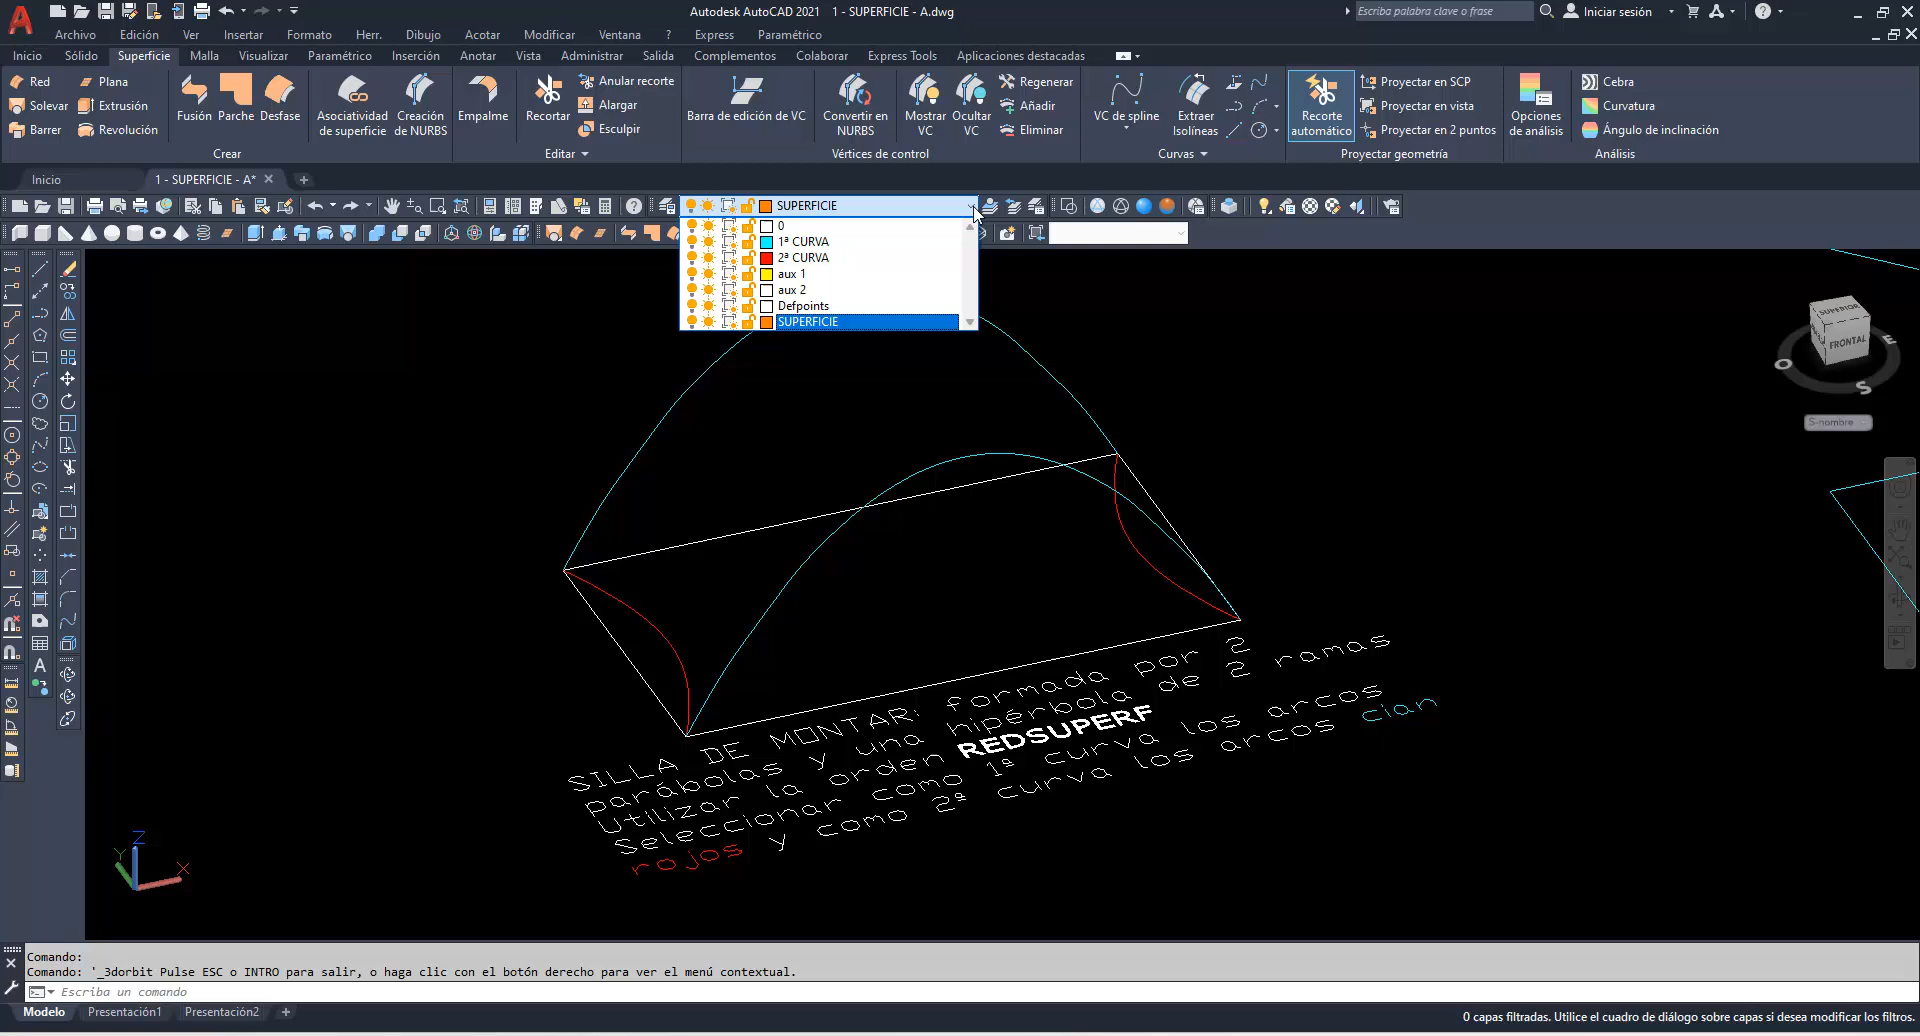 Autodesk AutoCAD 2021 1 - SUPERFICIE - A.dwg
Escriba palabra clave o frase
Iniciar sesión
Archivo Edición Ver Insertar Formato Herr. Dibujo Acotar Modificar Ventana ? Express Paramétrico
Inicio Sólido Superficie Malla Visualizar Paramétrico Inserción Anotar Vista Administrar Salida Complementos Colaborar Express Tools Aplicaciones destacadas
Red Plana
Solevar Extrusión
Barrer Revolución
Fusión Parche Desfase
Asociatividad de superficie
Creación de NURBS
Crear
Empalme
Recortar
Anular recorte
Alargar
Esculpir
Editar
Barra de edición de VC
Convertir en NURBS
Mostrar VC
Ocultar VC
Regenerar
Añadir
Eliminar
Vértices de control
VC de spline
Extraer Isolíneas
Curvas
Recorte automático
Proyectar en SCP
Proyectar en vista
Proyectar en 2 puntos
Proyectar geometría
Opciones de análisis
Cebra
Curvatura
Ángulo de inclinación
Análisis
Inicio
1 - SUPERFICIE - A*
SUPERFICIE
0
1ª CURVA
2ª CURVA
aux 1
aux 2
Defpoints
SUPERFICIE
SUPERIOR
FRONTAL
E
O
S
S-nombre
SILLA DE MONTAR: formada por 2
parábolas y una hipérbola de 2 ramas
Utilizar la orden REDSUPERF
Seleccionar como 1ª curva los arcos
rojos y como 2ª curva los arcos cian
Z
Y
X
Comando:
Comando: '_3dorbit Pulse ESC o INTRO para salir, o haga clic con el botón derecho para ver el menú contextual.
Escriba un comando
Modelo Presentación1 Presentación2 +
0 capas filtradas. Utilice el cuadro de diálogo sobre capas si desea modificar los filtros.